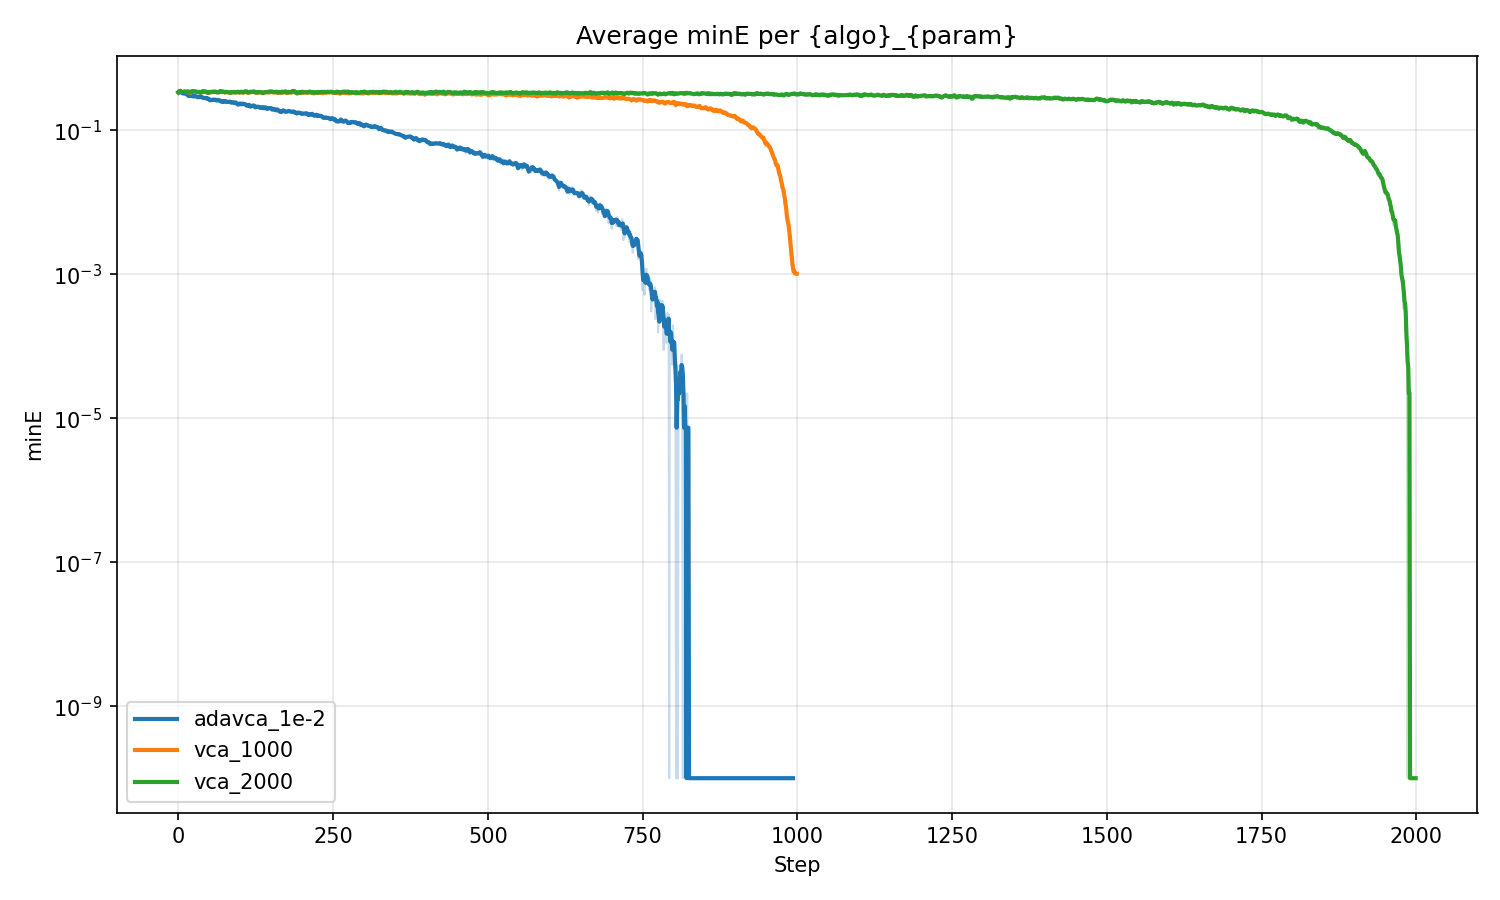 Average minE per {algo}_{param}
minE
10⁻¹
10⁻³
10⁻⁵
10⁻⁷
10⁻⁹
adavca_1e-2
vca_1000
vca_2000
0 250 500 750 1000 1250 1500 1750 2000
Step